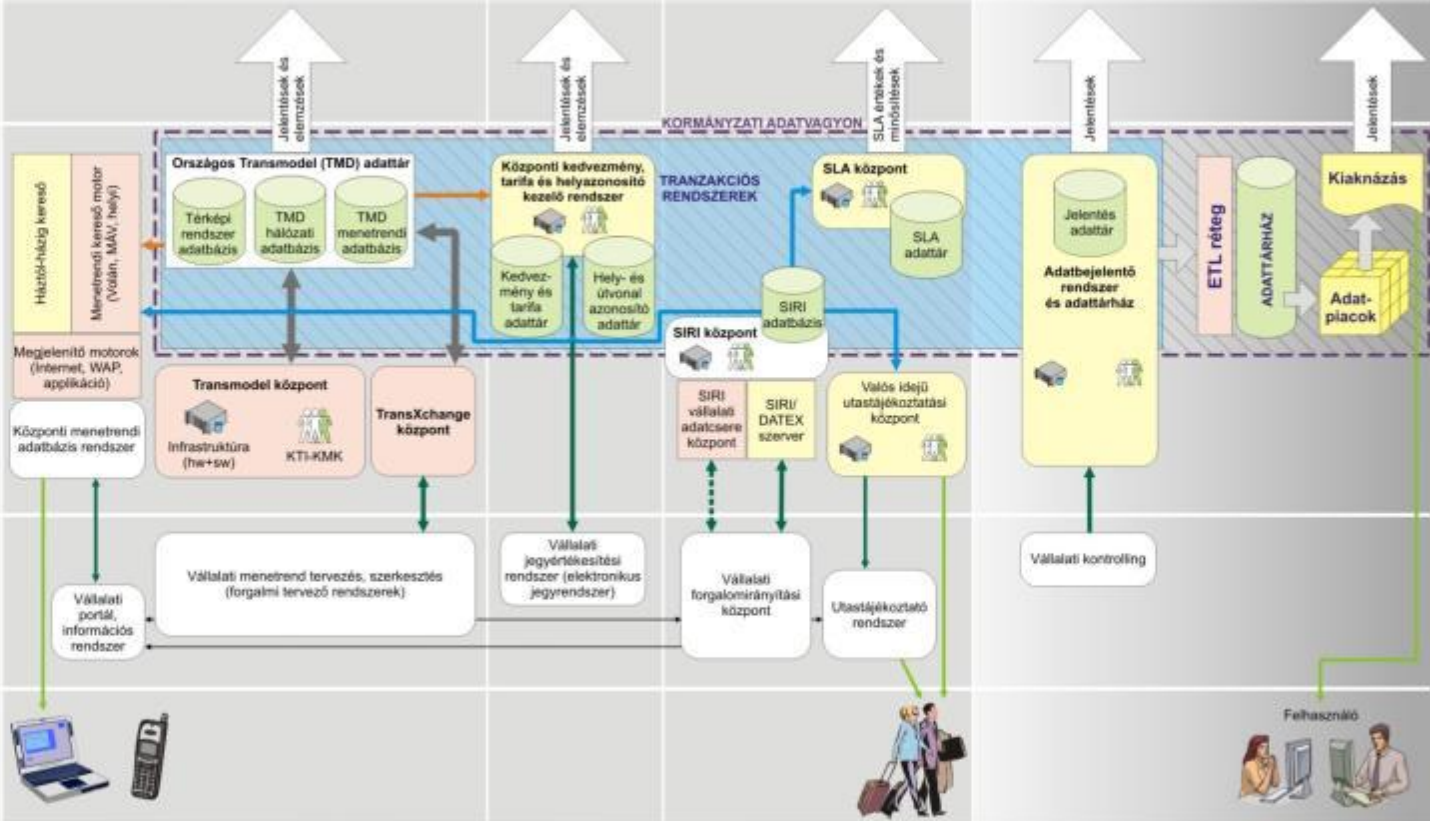 Jelentések és
elemzések
Jelentések és
elemzések
SLA értékek és
minősítések
Jelentések
Jelentések
KORMÁNYZATI ADATVAGYON
Háztól-házig kereső
Menetrendi kereső motor
(Volán, MÁV, helyi)
Megjelenítő motorok
(Internet, WAP,
applikáció)
Központi menetrendi
adatbázis rendszer
Országos Transmodel (TMD) adattár
Térképi
rendszer
adatbázis
TMD
hálózati
adatbázis
TMD
menetrendi
adatbázis
Központi kedvezmény,
tarifa és helyazonosító
kezelő rendszer
Kedvez-
mény és
tarifa
adattár
Hely- és
útvonal
azonosító
adattár
TRANZAKCIÓS
RENDSZEREK
SLA központ
SLA
adattár
SIRI
adatbázis
SIRI központ
SIRI
vállalati
adatcsere
központ
SIRI/
DATEX
szerver
Valós idejű
utastájékoztatási
központ
Jelentés
adattár
Adatbejelentő
rendszer
és adattárház
ETL réteg
ADATTÁRHÁZ
Kiaknázás
Adat-
piacok
Transmodel központ
Infrastruktúra
(hw+sw)
KTI-KMK
TransXchange
központ
Vállalati
portál,
információs
rendszer
Vállalati menetrend tervezés, szerkesztés
(forgalmi tervező rendszerek)
Vállalati
jegyértékesítési
rendszer (elektronikus
jegyrendszer)
Vállalati
forgalomirányítási
központ
Utastájékoztató
rendszer
Vállalati kontrolling
Felhasználó